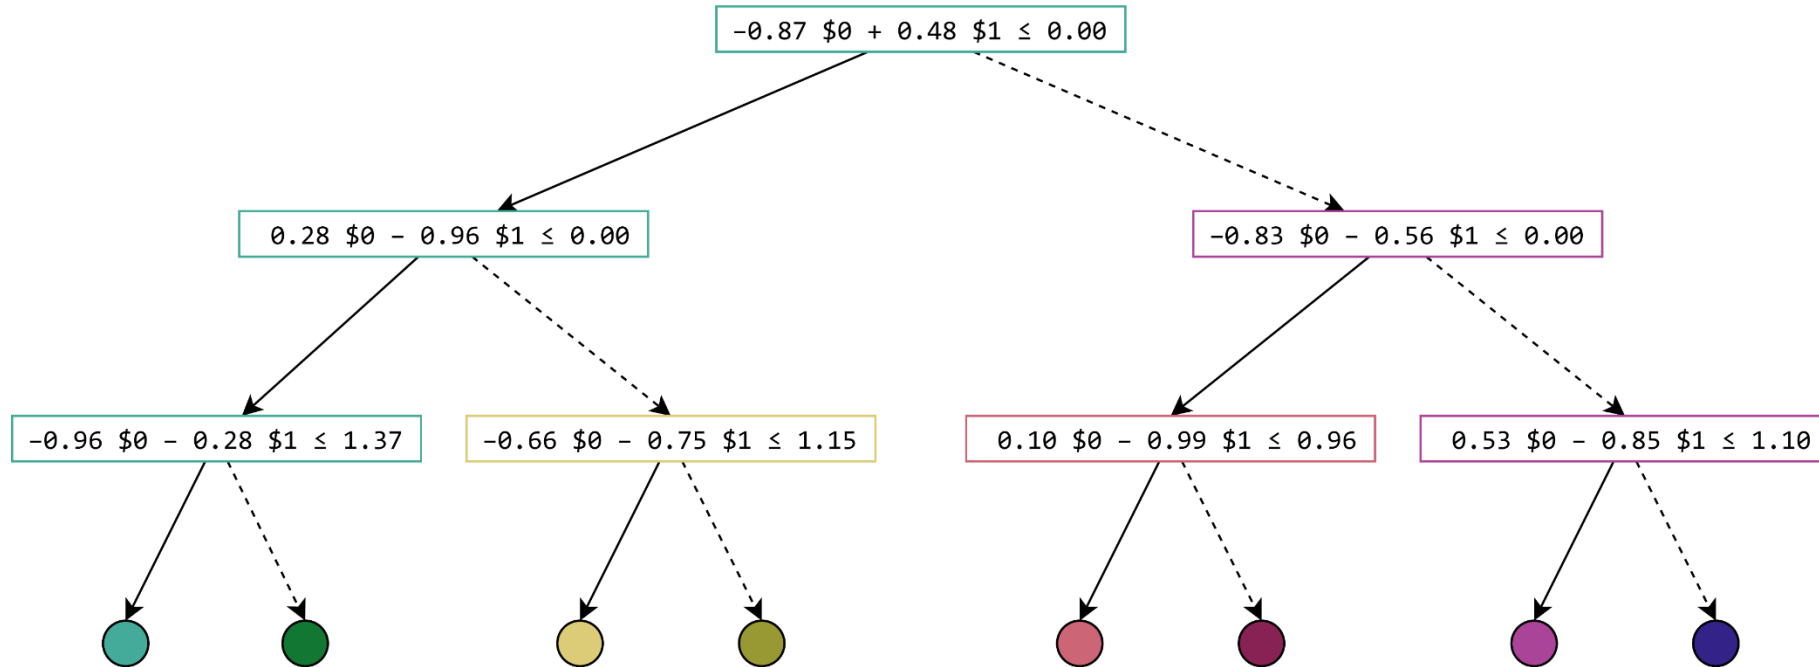 −0.87 $0 + 0.48 $1 ≤ 0.00
0.28 $0 − 0.96 $1 ≤ 0.00
−0.83 $0 − 0.56 $1 ≤ 0.00
−0.96 $0 − 0.28 $1 ≤ 1.37
−0.66 $0 − 0.75 $1 ≤ 1.15
0.10 $0 − 0.99 $1 ≤ 0.96
0.53 $0 − 0.85 $1 ≤ 1.10